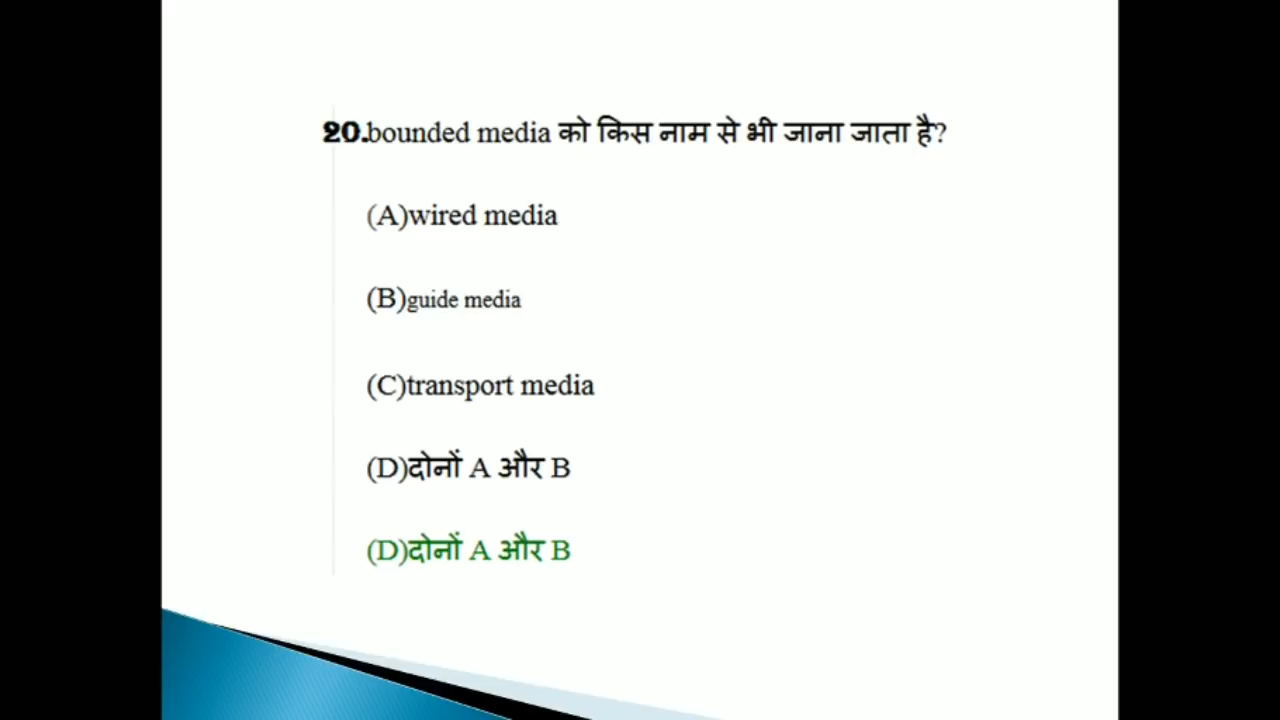 20.bounded media को किस नाम से भी जाना जाता है?
(A)wired media
(B)guide media
(C)transport media
(D)दोनों A और B
(D)दोनों A और B